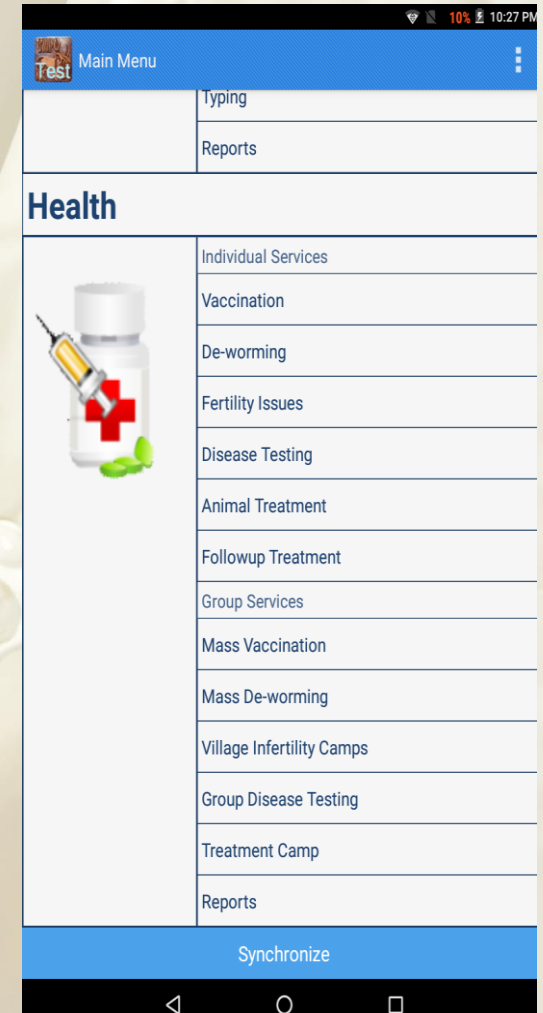 10% 10:27 PM
Test Main Menu
Typing
Reports
Health
Individual Services
Vaccination
De-worming
Fertility Issues
Disease Testing
Animal Treatment
Followup Treatment
Group Services
Mass Vaccination
Mass De-worming
Village Infertility Camps
Group Disease Testing
Treatment Camp
Reports
Synchronize